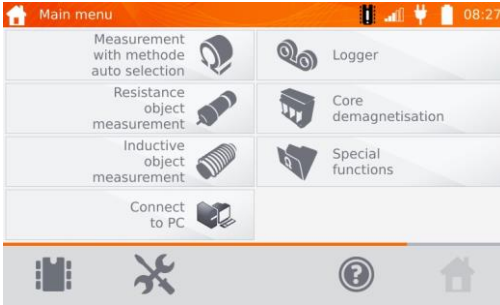 Main menu
08:27
Measurement
with methode
auto selection
Logger
Resistance
object
measurement
Core
demagnetisation
Inductive
object
measurement
Special
functions
Connect
to PC